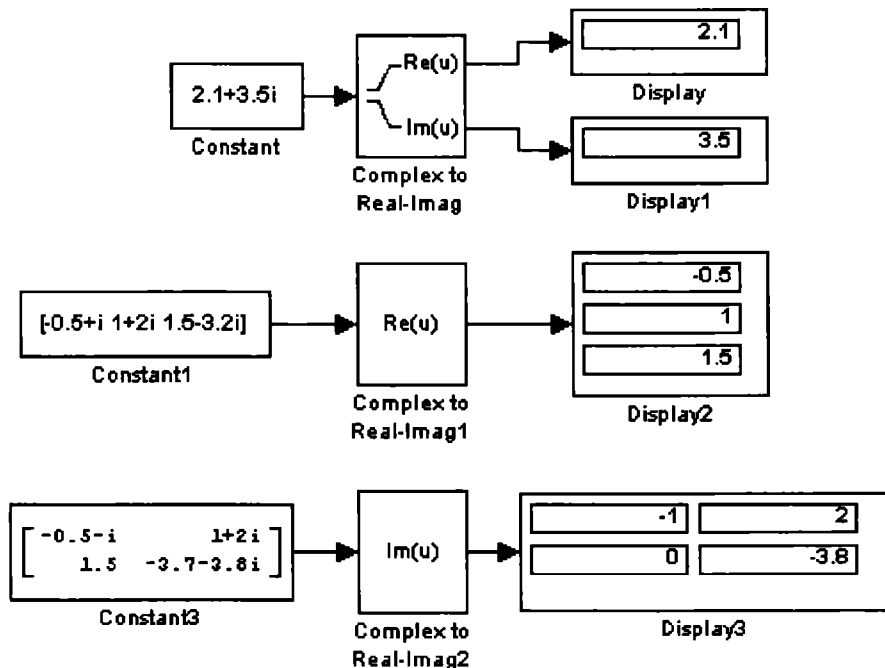 2.1+3.5i
Constant
Re(u)
Im(u)
Complex to
Real-Imag
2.1
Display
3.5
Display1
[-0.5+i 1+2i 1.5-3.2i]
Constant1
Re(u)
Complex to
Real-Imag1
-0.5
1
1.5
Display2
-0.5-i 1+2i
1.5 -3.7-3.8i
Constant3
Im(u)
Complex to
Real-Imag2
-1 2
0 -3.8
Display3